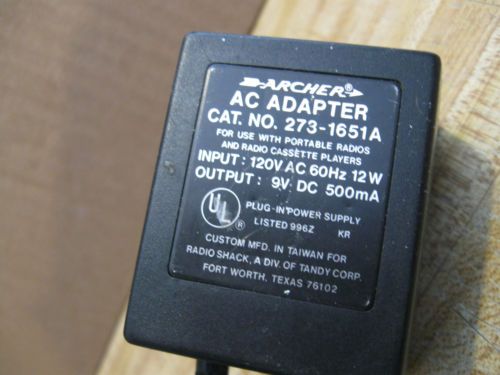 ARCHER
AC ADAPTER
CAT. NO. 273-1651A
FOR USE WITH PORTABLE RADIOS
AND RADIO CASSETTE PLAYERS
INPUT : 120V AC 60Hz 12W
OUTPUT : 9V DC 500mA
UL ®
PLUG-IN POWER SUPPLY
LISTED 996Z KR
CUSTOM MFD. IN TAIWAN FOR
RADIO SHACK, A DIV. OF TANDY CORP.
FORT WORTH, TEXAS 76102